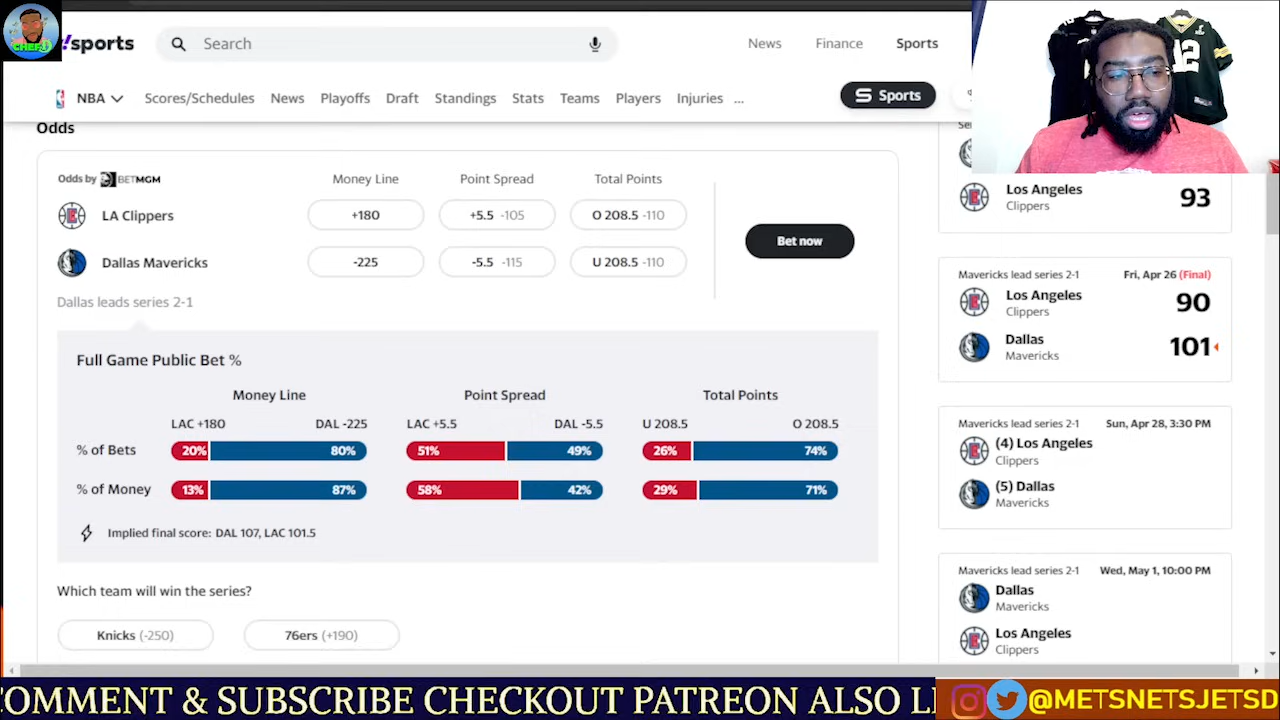 CHEF
!sports
Search
News
Finance
Sports
NBA
Scores/Schedules
News
Playoffs
Draft
Standings
Stats
Teams
Players
Injuries
...
S Sports
Odds
Odds by BETMGM
Money Line
Point Spread
Total Points
LA Clippers
+180
+5.5 -105
O 208.5 -110
Dallas Mavericks
-225
-5.5 -115
U 208.5 -110
Bet now
Dallas leads series 2-1
Full Game Public Bet %
Money Line
Point Spread
Total Points
LAC +180
DAL -225
LAC +5.5
DAL -5.5
U 208.5
O 208.5
% of Bets
20%
80%
51%
49%
26%
74%
% of Money
13%
87%
58%
42%
29%
71%
Implied final score: DAL 107, LAC 101.5
Which team will win the series?
Knicks (-250)
76ers (+190)
Los Angeles
Clippers
93
Mavericks lead series 2-1
Fri, Apr 26 (Final)
Los Angeles
Clippers
90
Dallas
Mavericks
101
Mavericks lead series 2-1
Sun, Apr 28, 3:30 PM
(4) Los Angeles
Clippers
(5) Dallas
Mavericks
Mavericks lead series 2-1
Wed, May 1, 10:00 PM
Dallas
Mavericks
Los Angeles
Clippers
12
COMMENT & SUBSCRIBE CHECKOUT PATREON ALSO LI
@METSNETSJETSD